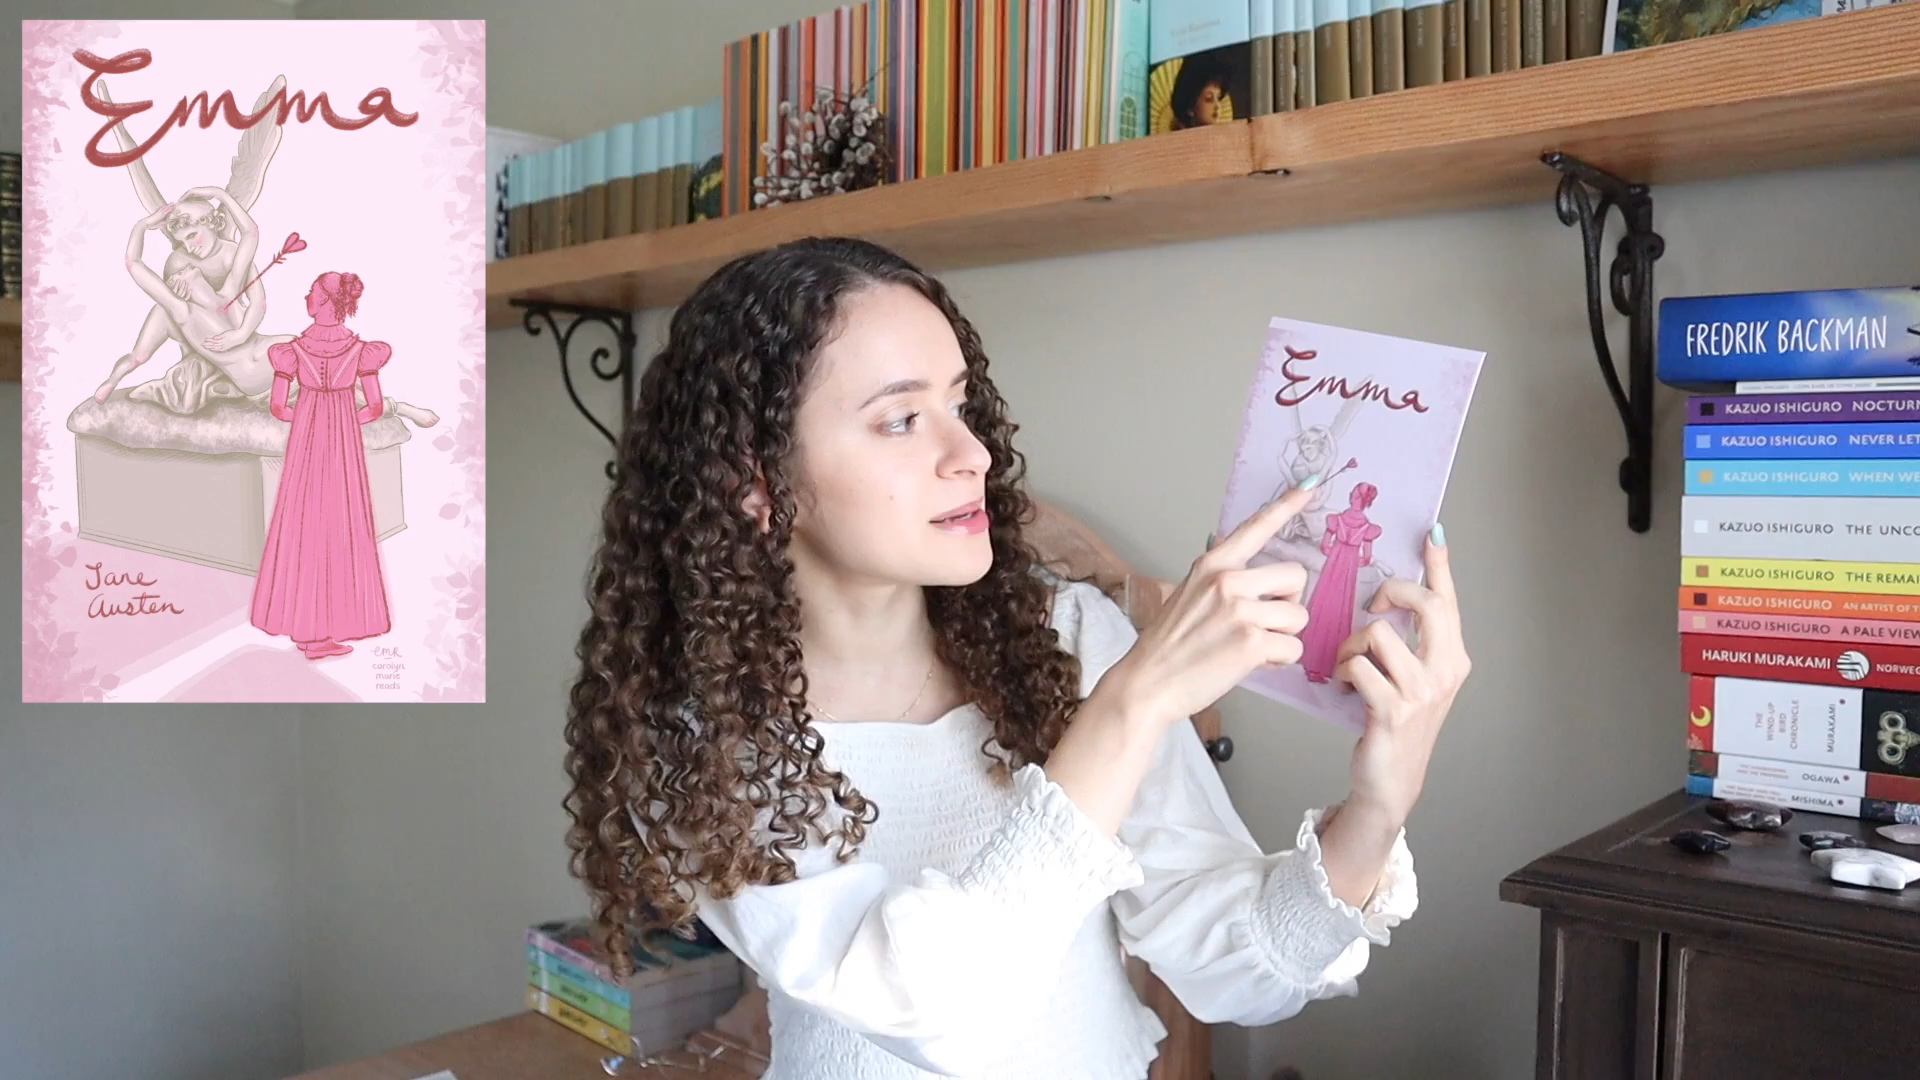 Emma
Jane
Austen
CMR
carolyn
marie
reads
Emma
FREDRIK BACKMAN
KAZUO ISHIGURO NOCTURN
KAZUO ISHIGURO NEVER LET
KAZUO ISHIGURO WHEN WE
KAZUO ISHIGURO THE UNCO
KAZUO ISHIGURO THE REMAI
KAZUO ISHIGURO AN ARTIST OF T
KAZUO ISHIGURO A PALE VIEW
HARUKI MURAKAMI NORWEG
THE
WIND-UP
BIRD
CHRONICLE
MURAKAMI
OGAWA
MISHIMA